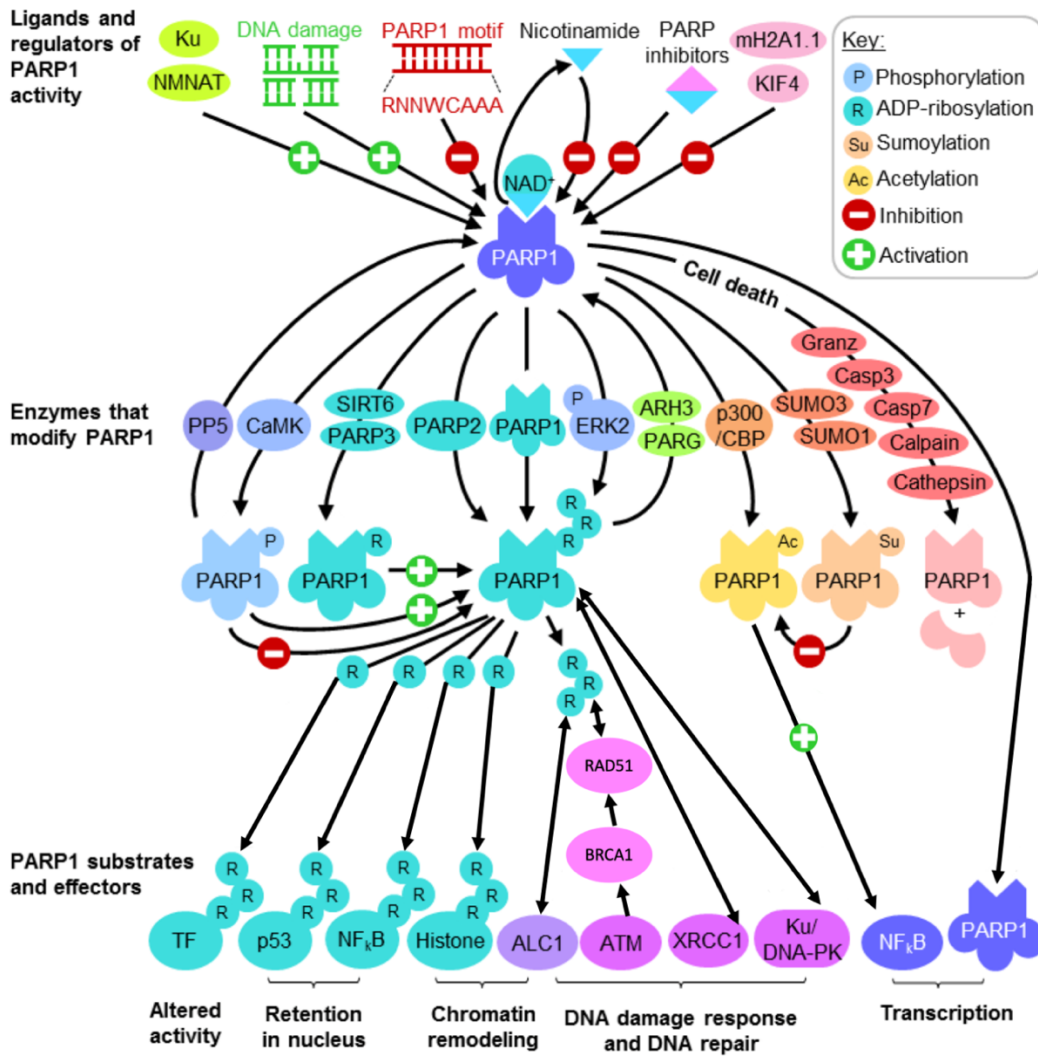 Ligands and
regulators of
PARP1
activity
Ku
NMNAT
DNA damage
PARP1 motif
RNNWCAAA
Nicotinamide
PARP
inhibitors
mH2A1.1
KIF4
Key:
P Phosphorylation
R ADP-ribosylation
Su Sumoylation
Ac Acetylation
Inhibition
Activation
NAD+
PARP1
Cell death
Enzymes that
modify PARP1
PP5
CaMK
SIRT6
PARP3
PARP2
PARP1
P
ERK2
ARH3
PARG
p300
/CBP
SUMO3
SUMO1
Granz
Casp3
Casp7
Calpain
Cathepsin
P
PARP1
R
PARP1
R
R
R
PARP1
Ac
PARP1
Su
PARP1
PARP1
+
R
R
R
R
R
R
R
RAD51
BRCA1
PARP1 substrates
and effectors
R
R
R
TF
R
R
R
p53
R
R
R
NFkB
R
R
R
Histone
ALC1
ATM
XRCC1
Ku/
DNA-PK
NFkB
PARP1
Altered
activity
Retention
in nucleus
Chromatin
remodeling
DNA damage response
and DNA repair
Transcription